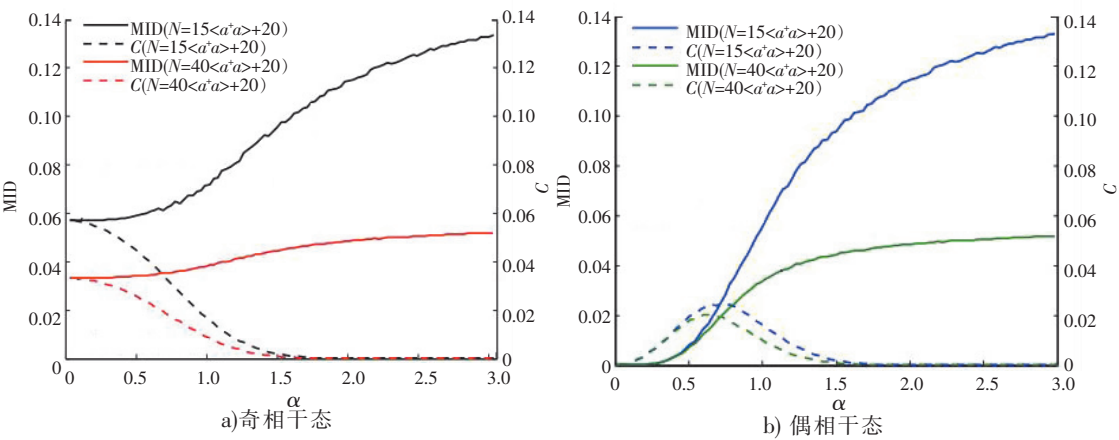 0.14
0.12
0.10
0.08
0.06
0.04
0.02
0
MID
MID(N=15<a⁺a>+20)
C(N=15<a⁺a>+20)
MID(N=40<a⁺a>+20)
C(N=40<a⁺a>+20)
0.14
0.12
0.10
0.08
0.06
0.04
0.02
0
C
0 0.5 1.0 1.5 2.0 2.5 3.0
α
a)奇相干态
0.14
0.12
0.10
0.08
0.06
0.04
0.02
0.00
MID
MID(N=15<a⁺a>+20)
C(N=15<a⁺a>+20)
MID(N=40<a⁺a>+20)
C(N=40<a⁺a>+20)
0.14
0.12
0.10
0.08
0.06
0.04
0.02
0
C
0 0.5 1.0 1.5 2.0 2.5 3.0
α
b) 偶相干态